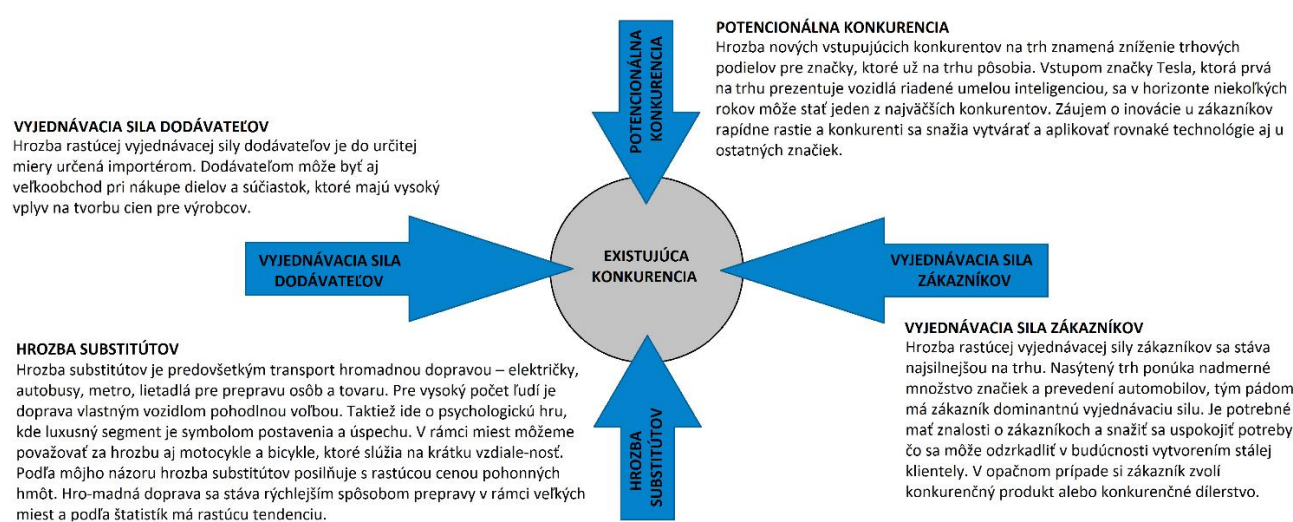 POTENCIONÁLNA KONKURENCIA
Hrozba nových vstupujúcich konkurentov na trh znamená zníženie trhových
podielov pre značky, ktoré už na trhu pôsobia. Vstupom značky Tesla, ktorá prvá
na trhu prezentuje vozidlá riadené umelou inteligenciou, sa v horizonte niekoľkých
rokov môže stať jeden z najväčších konkurentov. Záujem o inovácie u zákazníkov
rapídne rastie a konkurenti sa snažia vytvárať a aplikovať rovnaké technológie aj u
ostatných značiek.
POTENCIONÁLNA
KONKURENCIA
VYJEDNÁVACIA SILA DODÁVATEĽOV
Hrozba rastúcej vyjednávacej sily dodávateľov je do určitej
miery určená importérom. Dodávateľom môže byť aj
veľkoobchod pri nákupe dielov a súčiastok, ktoré majú vysoký
vplyv na tvorbu cien pre výrobcov.
VYJEDNÁVACIA SILA
DODÁVATEĽOV
EXISTUJÚCA
KONKURENCIA
VYJEDNÁVACIA SILA
ZÁKAZNÍKOV
HROZBA SUBSTITÚTOV
Hrozba substitútov je predovšetkým transport hromadnou dopravou – električky,
autobusy, metro, lietadlá pre prepravu osôb a tovaru. Pre vysoký počet ľudí je
doprava vlastným vozidlom pohodlnou voľbou. Taktiež ide o psychologickú hru,
kde luxusný segment je symbolom postavenia a úspechu. V rámci miest môžeme
považovať za hrozbu aj motocykle a bicykle, ktoré slúžia na krátku vzdiale-nosť.
Podľa môjho názoru hrozba substitútov posilňuje s rastúcou cenou pohonných
hmôt. Hro-madná doprava sa stáva rýchlejším spôsobom prepravy v rámci veľkých
miest a podľa štatistík má rastúcu tendenciu.
HROZBA
SUBSTITÚTOV
VYJEDNÁVACIA SILA ZÁKAZNÍKOV
Hrozba rastúcej vyjednávacej sily zákazníkov sa stáva
najsilnejšou na trhu. Nasýtený trh ponúka nadmerné
množstvo značiek a prevedení automobilov, tým pádom
má zákazník dominantnú vyjednávaciu silu. Je potrebné
mať znalosti o zákazníkoch a snažiť sa uspokojiť potreby
čo sa môže odzrkadliť v budúcnosti vytvorením stálej
klientely. V opačnom prípade si zákazník zvolí
konkurenčný produkt alebo konkurenčné dílerstvo.